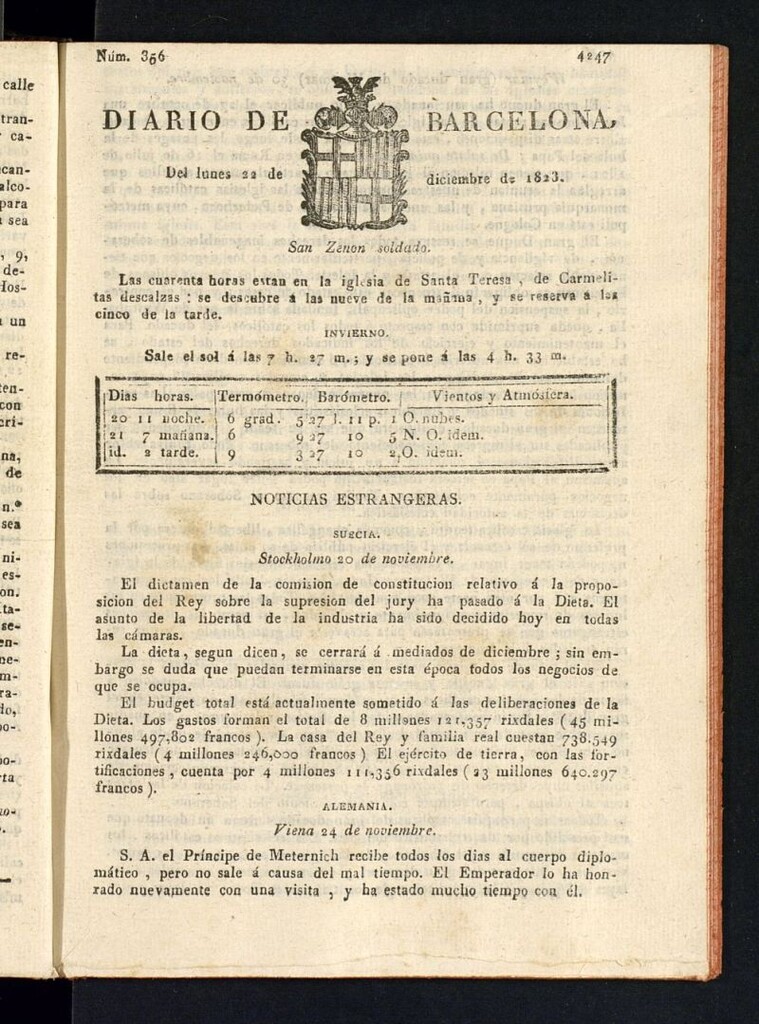 Núm. 356
4247
DIARIO DE BARCELONA,
Del lunes 22 de diciembre de 1823.
San Zenon soldado.
Las cuarenta horas estan en la iglesia de Santa Teresa, de Carmeli-
tas descalzas: se descubre á las nueve de la mañana, y se reserva á las
cinco de la tarde.
INVIERNO.
Sale el sol á las 7 h. 27 m.; y se pone á las 4 h. 33 m.
Dias horas. Termómetro. Barómetro. Vientos y Atmósfera.
20 11 noche. 6 grad. 5 27 l. 11 p. 1 O. nubes.
21 7 mañana. 6 9 27 10 5 N. O. idem.
id. 2 tarde. 9 3 27 10 2 O. idem.
NOTICIAS ESTRANGERAS.
SUECIA.
Stockholmo 20 de noviembre.
El dictamen de la comision de constitucion relativo á la propo-
sicion del Rey sobre la supresion del jury ha pasado á la Dieta. El
asunto de la libertad de la industria ha sido decidido hoy en todas
las cámaras.
La dieta, segun dicen, se cerrará á mediados de diciembre; sin em-
bargo se duda que puedan terminarse en esta época todos los negocios de
que se ocupa.
El budget total está actualmente sometido á las deliberaciones de la
Dieta. Los gastos forman el total de 8 millones 121,357 rixdales (45 mi-
llones 497,802 francos). La casa del Rey y familia real cuestan 738.549
rixdales (4 millones 246,000 francos) El ejército de tierra, con las for-
tificaciones, cuenta por 4 millones 111,356 rixdales (23 millones 640.297
francos).
ALEMANIA.
Viena 24 de noviembre.
S. A. el Príncipe de Meternich recibe todos los dias al cuerpo diplo-
mático, pero no sale á causa del mal tiempo. El Emperador lo ha hon-
rado nuevamente con una visita, y ha estado mucho tiempo con él.